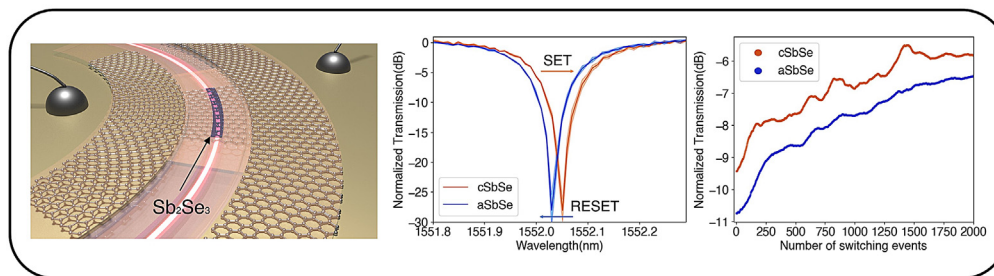 Sb₂Se₃
Normalized Transmission(dB)
0
−5
−10
−15
−20
−25
−30
SET
RESET
cSbSe
aSbSe
1551.8
1551.9
1552.0
1552.1
1552.2
Wavelength(nm)
Normalized Transmission(dB)
−6
−7
−8
−9
−10
−11
cSbSe
aSbSe
0
250
500
750
1000
1250
1500
1750
2000
Number of switching events